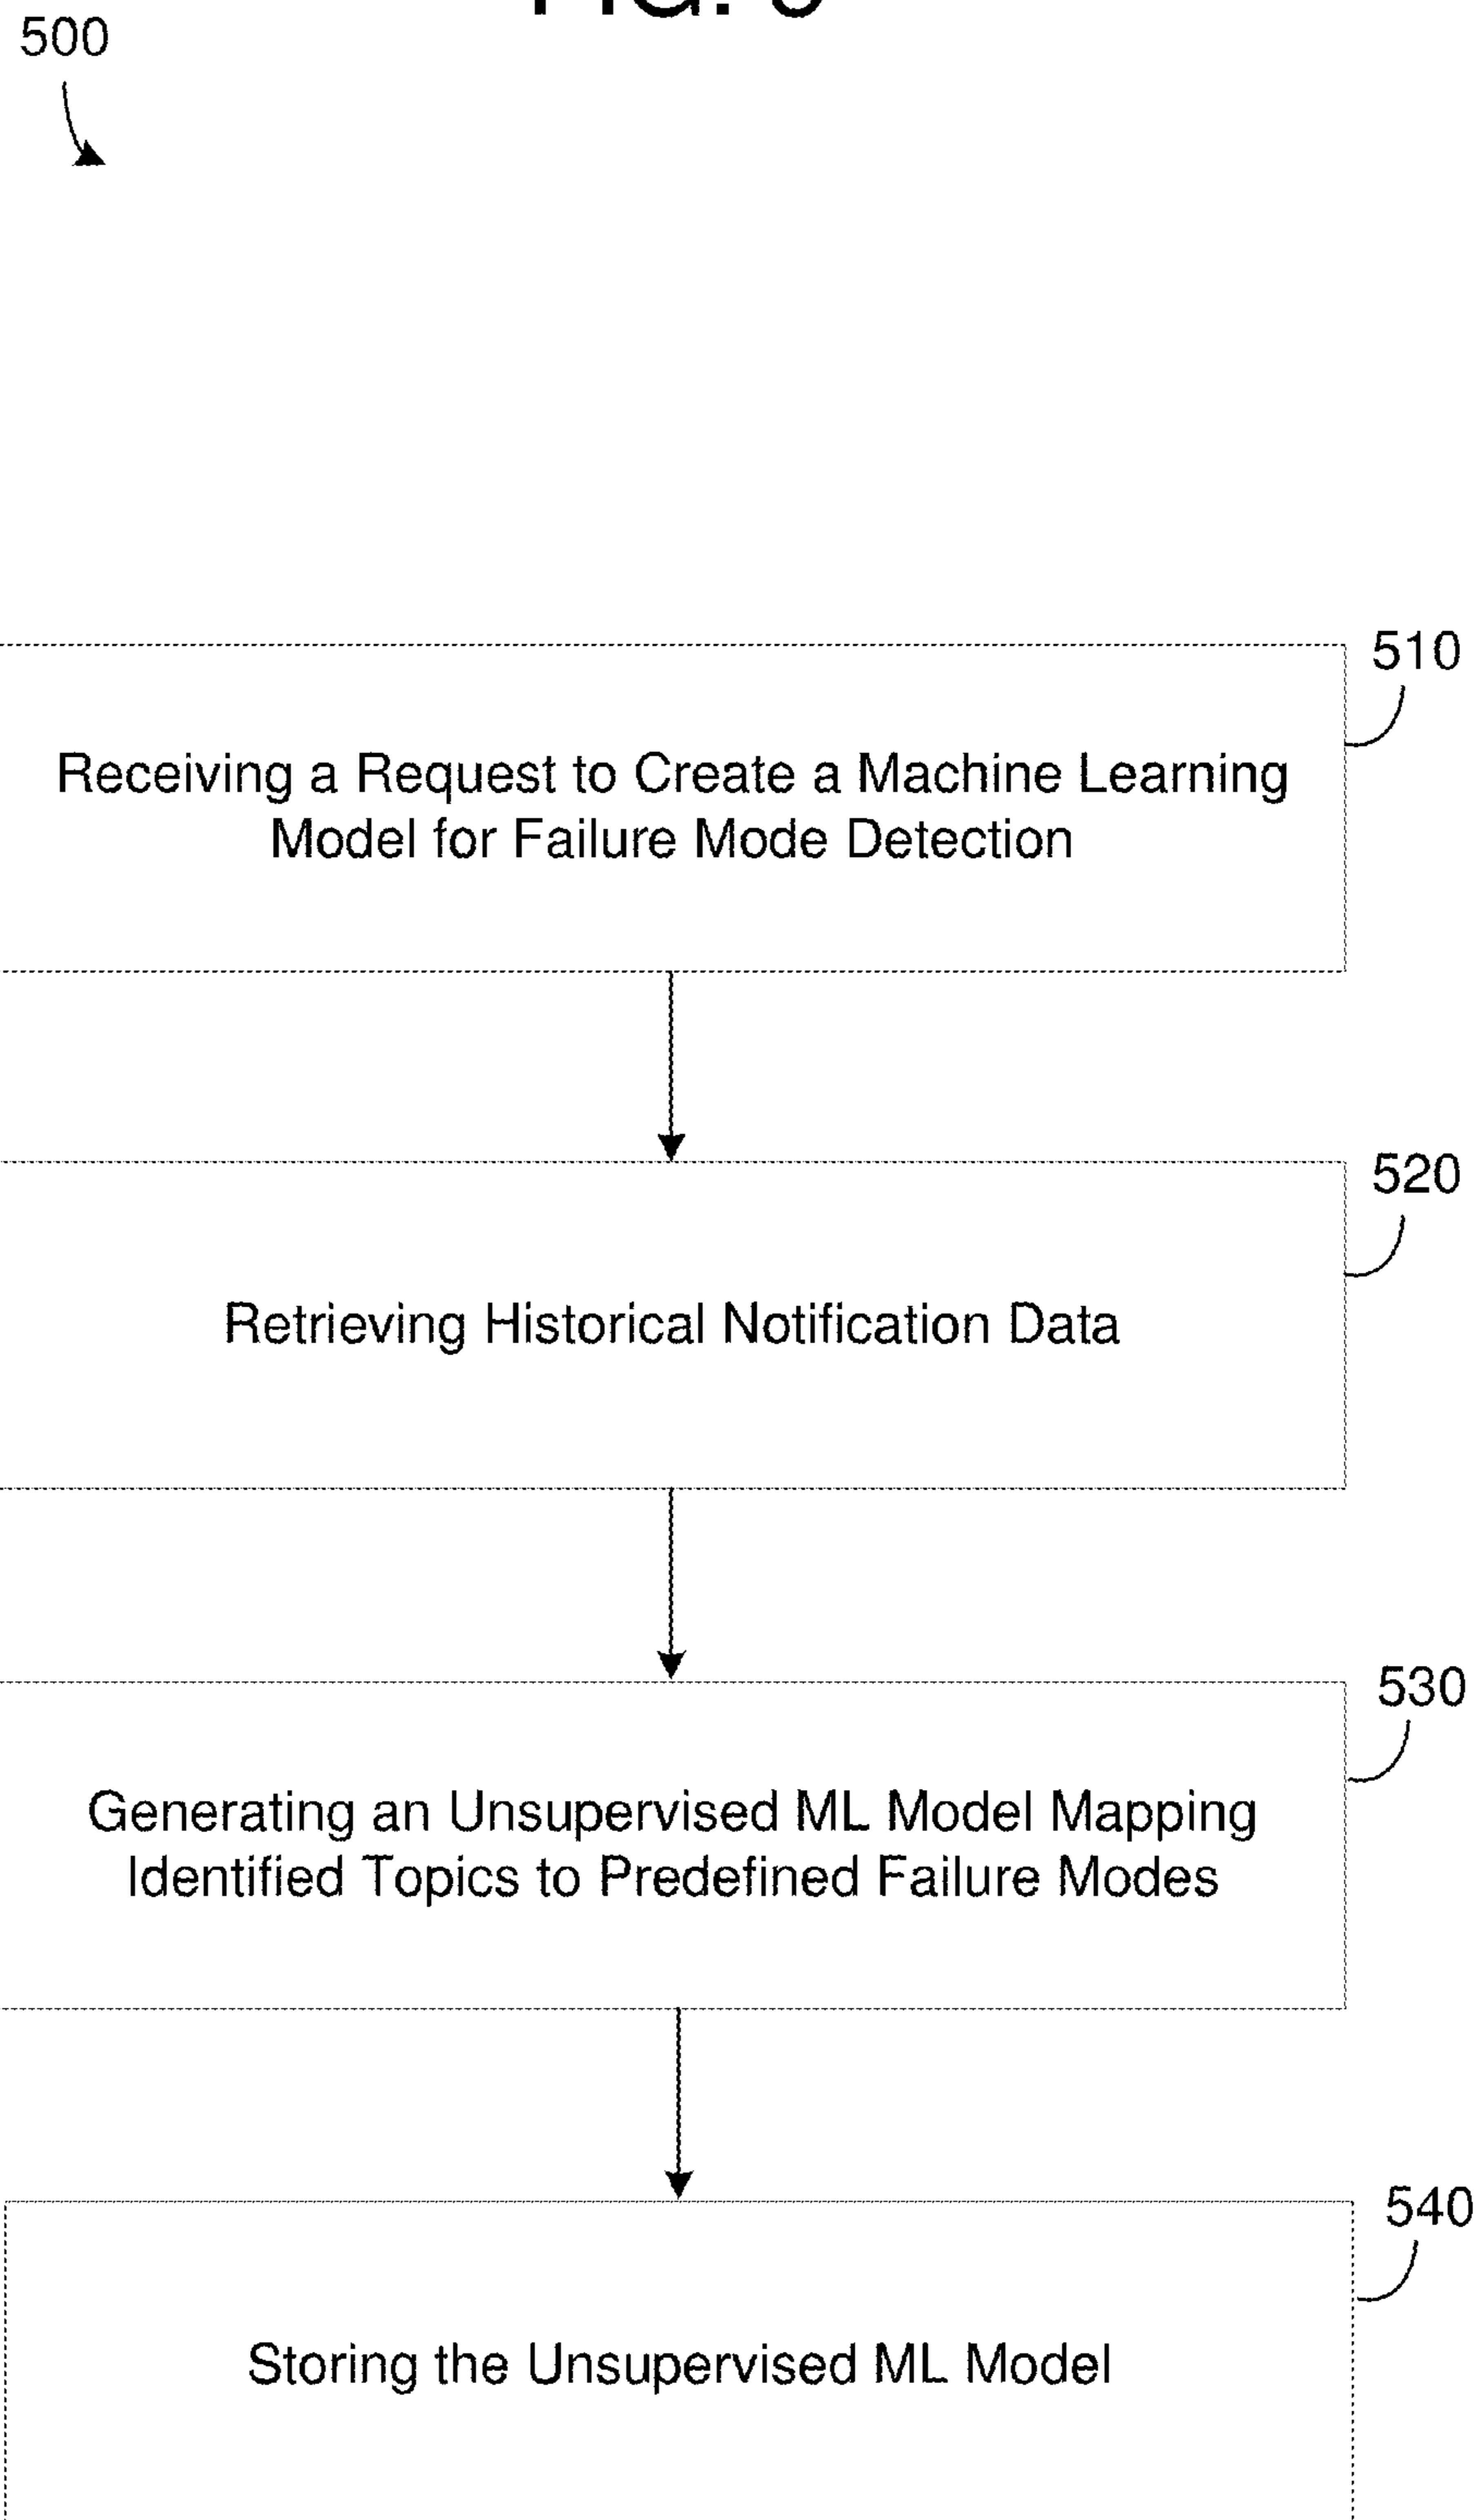 500
510
Receiving a Request to Create a Machine Learning
Model for Failure Mode Detection
520
Retrieving Historical Notification Data
530
Generating an Unsupervised ML Model Mapping
Identified Topics to Predefined Failure Modes
540
Storing the Unsupervised ML Model